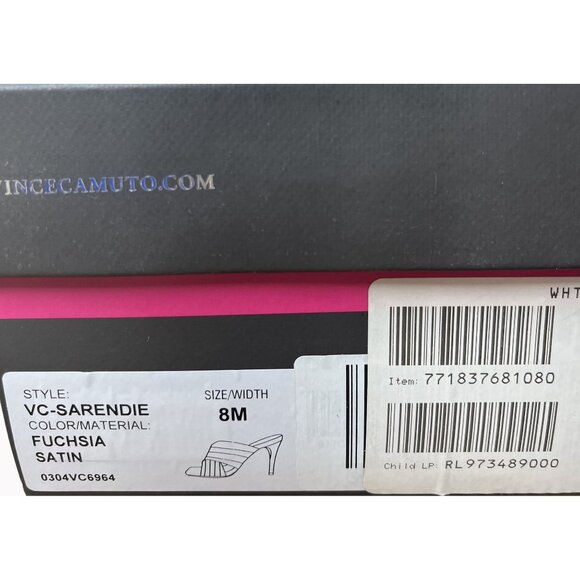 VINCECAMUTO.COM
WHT
Item: 771837681080
Child LP: RL973489000
STYLE:
VC-SARENDIE
COLOR/MATERIAL:
FUCHSIA
SATIN
0304VC6964
SIZE/WIDTH
8M